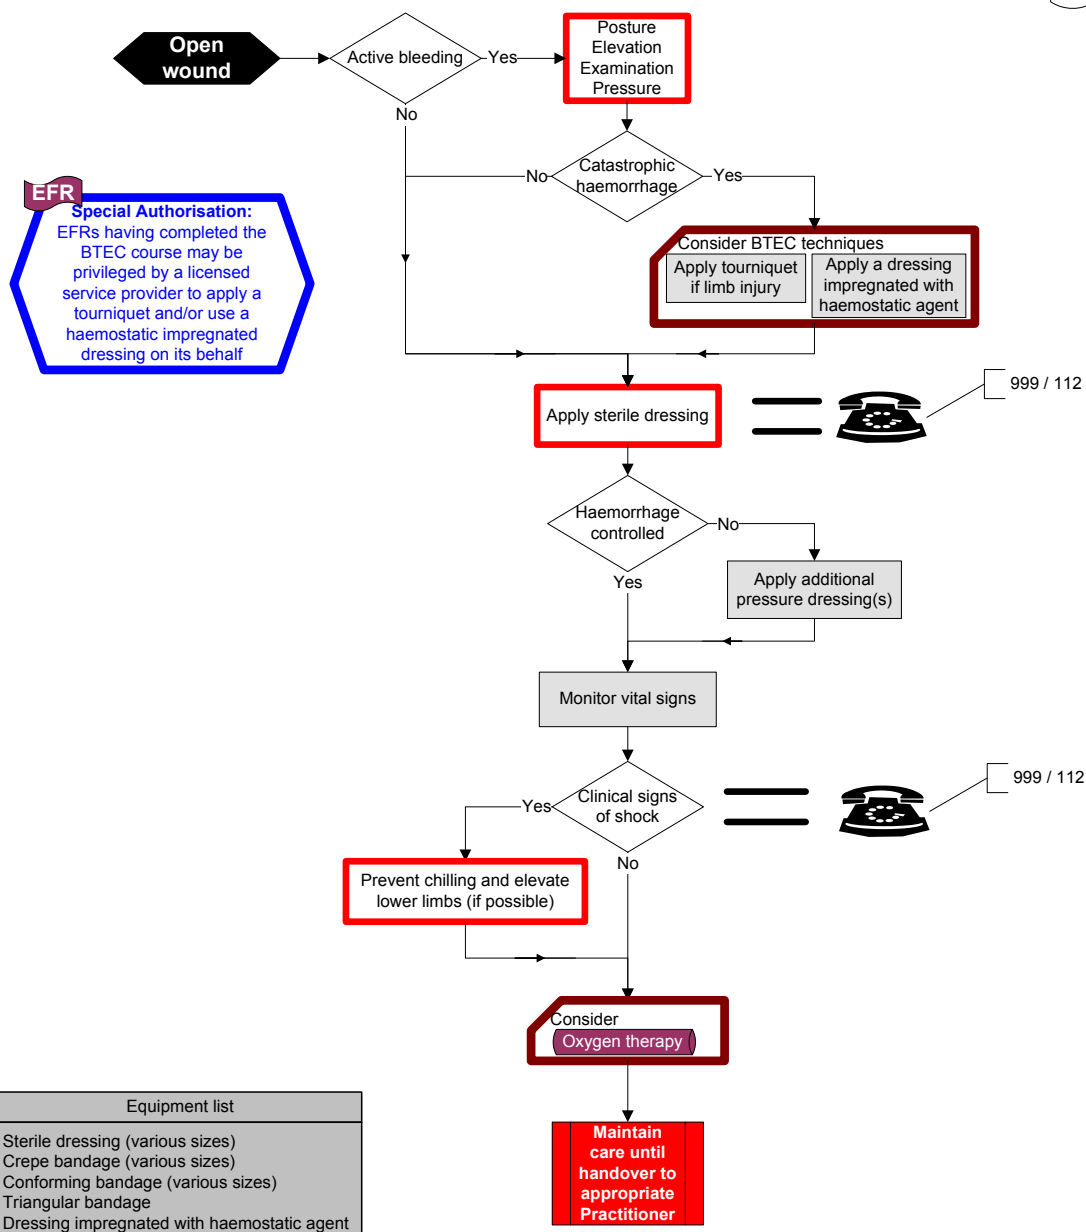 Open
wound
Active bleeding
Yes
Posture
Elevation
Examination
Pressure
No
Catastrophic
haemorrhage
No
Yes
EFR
Special Authorisation:
EFRs having completed the
BTEC course may be
privileged by a licensed
service provider to apply a
tourniquet and/or use a
haemostatic impregnated
dressing on its behalf
Consider BTEC techniques
Apply tourniquet
if limb injury
Apply a dressing
impregnated with
haemostatic agent
Apply sterile dressing
999 / 112
Haemorrhage
controlled
No
Yes
Apply additional
pressure dressing(s)
Monitor vital signs
Clinical signs
of shock
Yes
No
999 / 112
Prevent chilling and elevate
lower limbs (if possible)
Consider
Oxygen therapy
Maintain
care until
handover to
appropriate
Practitioner
Equipment list
Sterile dressing (various sizes)
Crepe bandage (various sizes)
Conforming bandage (various sizes)
Triangular bandage
Dressing impregnated with haemostatic agent